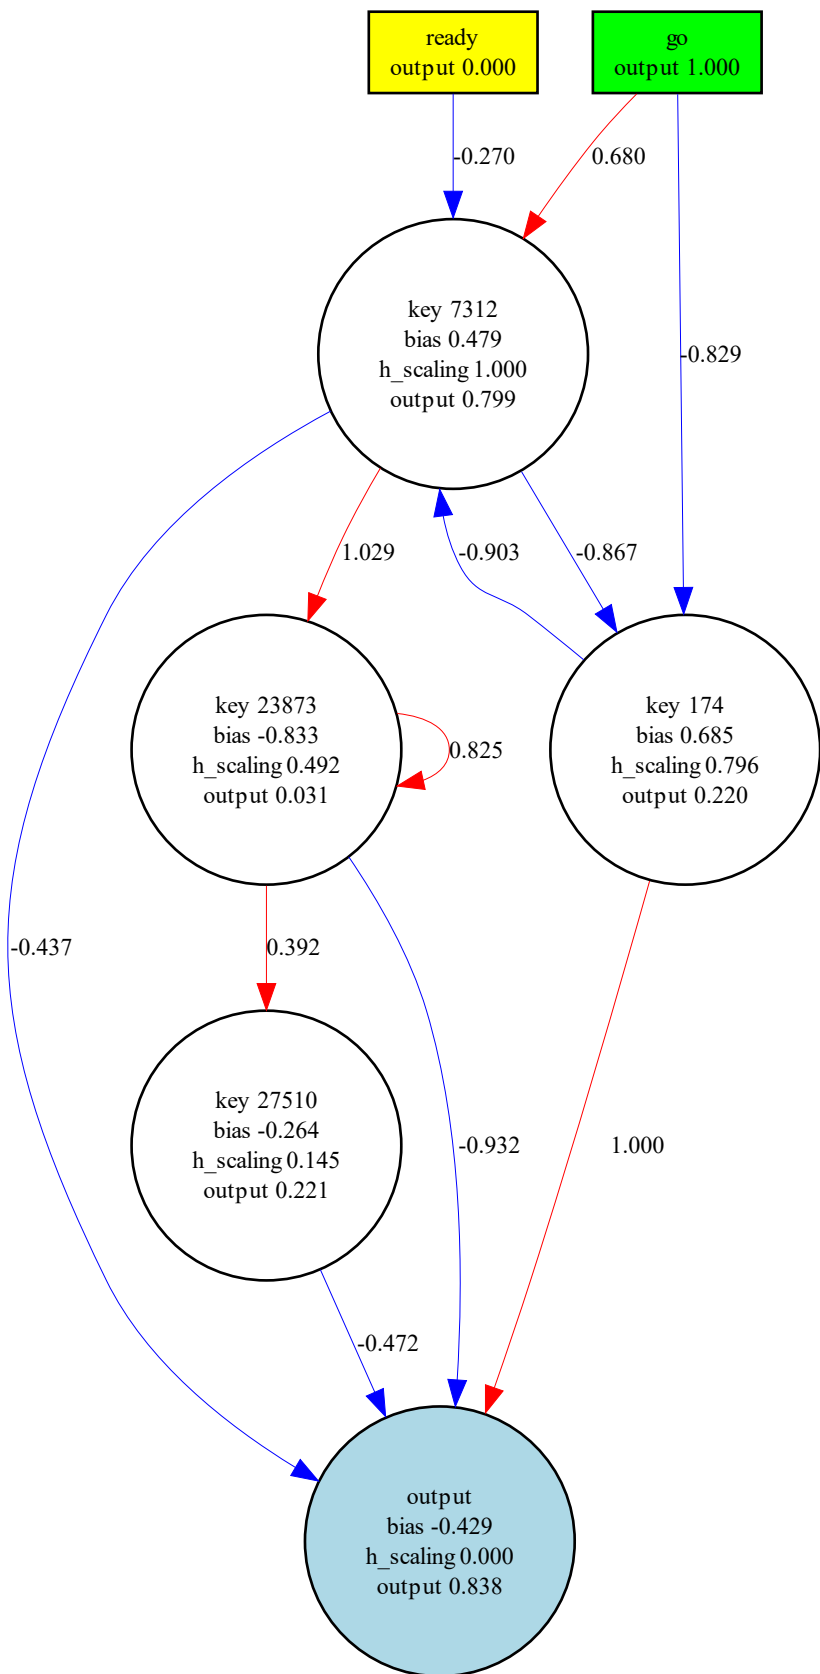 ready
output 0.000
go
output 1.000
-0.270
0.680
key 7312
bias 0.479
h_scaling 1.000
output 0.799
-0.829
1.029
-0.903
-0.867
key 23873
bias -0.833
h_scaling 0.492
output 0.031
0.825
key 174
bias 0.685
h_scaling 0.796
output 0.220
-0.437
0.392
key 27510
bias -0.264
h_scaling 0.145
output 0.221
-0.932
1.000
-0.472
output
bias -0.429
h_scaling 0.000
output 0.838